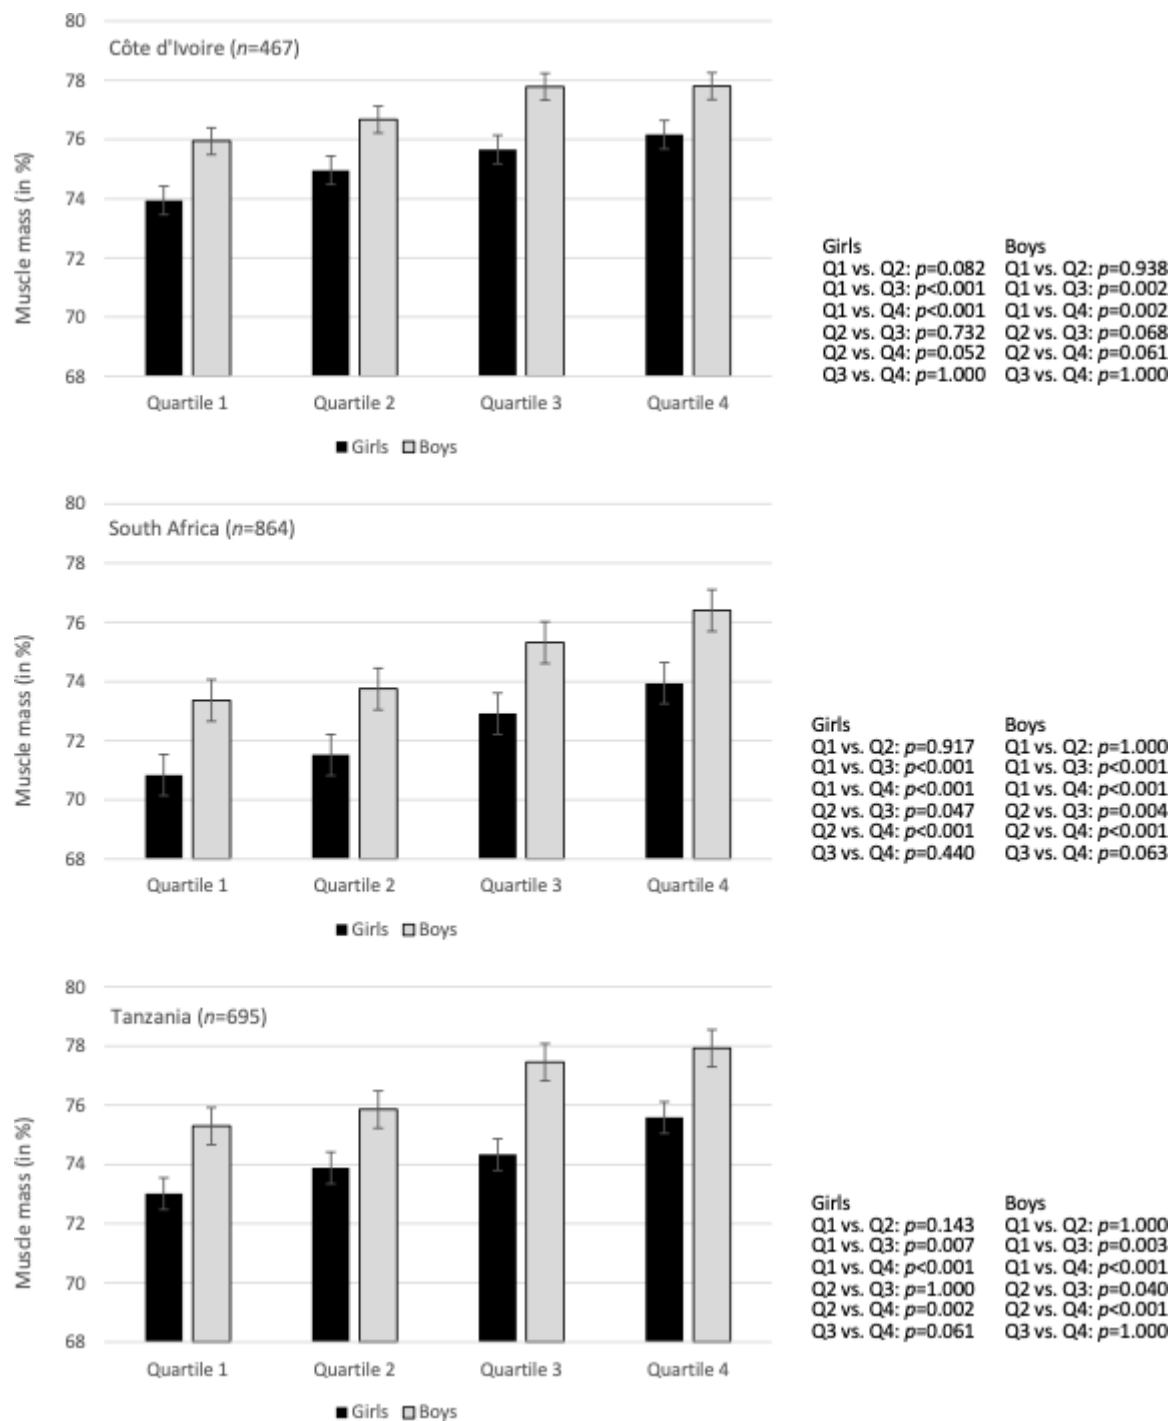 80
Côte d'Ivoire (n=467)
78
76
74
72
70
68
Muscle mass (in %)
Quartile 1 Quartile 2 Quartile 3 Quartile 4
Girls Boys
Girls Boys
Q1 vs. Q2: p=0.082 Q1 vs. Q2: p=0.938
Q1 vs. Q3: p<0.001 Q1 vs. Q3: p=0.002
Q1 vs. Q4: p<0.001 Q1 vs. Q4: p=0.002
Q2 vs. Q3: p=0.732 Q2 vs. Q3: p=0.068
Q2 vs. Q4: p=0.052 Q2 vs. Q4: p=0.061
Q3 vs. Q4: p=1.000 Q3 vs. Q4: p=1.000
80
South Africa (n=864)
78
76
74
72
70
68
Muscle mass (in %)
Quartile 1 Quartile 2 Quartile 3 Quartile 4
Girls Boys
Girls Boys
Q1 vs. Q2: p=0.917 Q1 vs. Q2: p=1.000
Q1 vs. Q3: p<0.001 Q1 vs. Q3: p<0.001
Q1 vs. Q4: p<0.001 Q1 vs. Q4: p<0.001
Q2 vs. Q3: p=0.047 Q2 vs. Q3: p=0.004
Q2 vs. Q4: p<0.001 Q2 vs. Q4: p<0.001
Q3 vs. Q4: p=0.440 Q3 vs. Q4: p=0.063
80
Tanzania (n=695)
78
76
74
72
70
68
Muscle mass (in %)
Quartile 1 Quartile 2 Quartile 3 Quartile 4
Girls Boys
Girls Boys
Q1 vs. Q2: p=0.143 Q1 vs. Q2: p=1.000
Q1 vs. Q3: p=0.007 Q1 vs. Q3: p=0.003
Q1 vs. Q4: p<0.001 Q1 vs. Q4: p<0.001
Q2 vs. Q3: p=1.000 Q2 vs. Q3: p=0.040
Q2 vs. Q4: p=0.002 Q2 vs. Q4: p<0.001
Q3 vs. Q4: p=0.061 Q3 vs. Q4: p=1.000